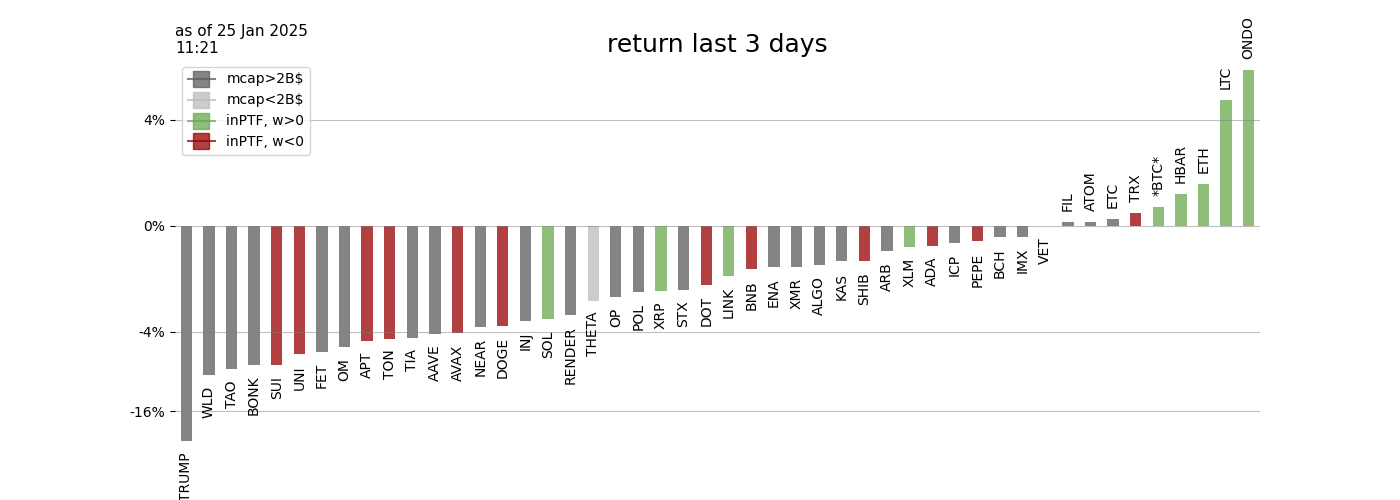 as of 25 Jan 2025
11:21
return last 3 days
mcap>2B$
mcap<2B$
inPTF, w>0
inPTF, w<0
4%
0%
-4%
-16%
TRUMP
WLD
TAO
BONK
SUI
UNI
FET
OM
APT
TON
TIA
AAVE
AVAX
NEAR
DOGE
INJ
SOL
RENDER
THETA
OP
POL
XRP
STX
DOT
LINK
BNB
ENA
XMR
ALGO
KAS
SHIB
ARB
XLM
ADA
ICP
PEPE
BCH
IMX
VET
FIL
ATOM
ETC
TRX
*BTC*
HBAR
ETH
LTC
ONDO